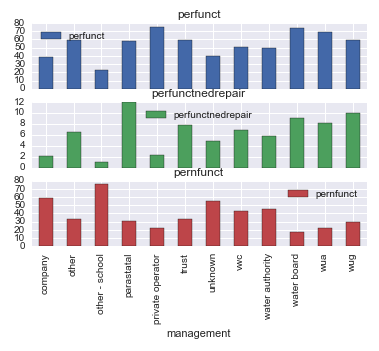 perfunct
80
70
60
50
40
30
20
10
0
perfunct
perfunctnedrepair
12
10
8
6
4
2
0
perfunctnedrepair
pernfunct
80
70
60
50
40
30
20
10
0
pernfunct
company
other
other - school
parastatal
private operator
trust
unknown
vwc
water authority
water board
wua
wug
management